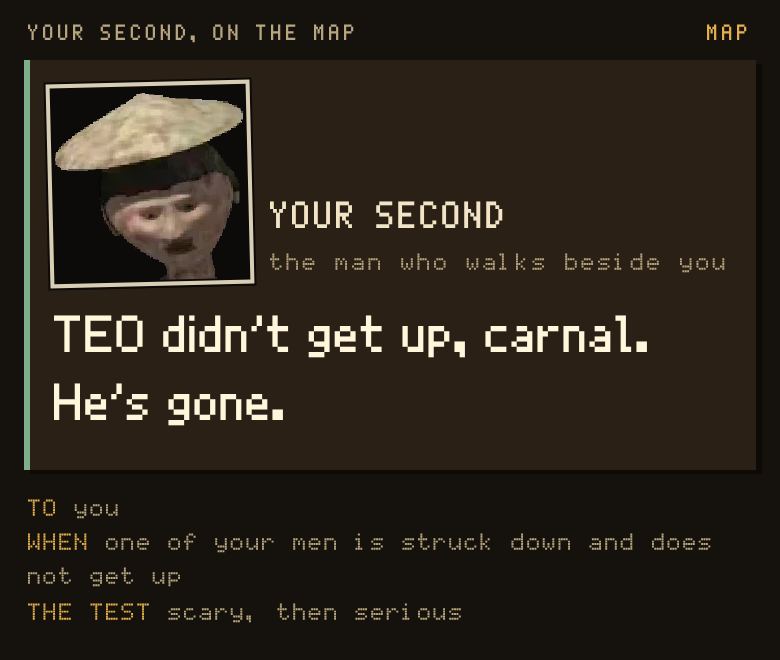 YOUR SECOND, ON THE MAP
MAP
YOUR SECOND
the man who walks beside you
TEO didn't get up, carnal.
He's gone.
TO you
WHEN one of your men is struck down and does
not get up
THE TEST scary, then serious